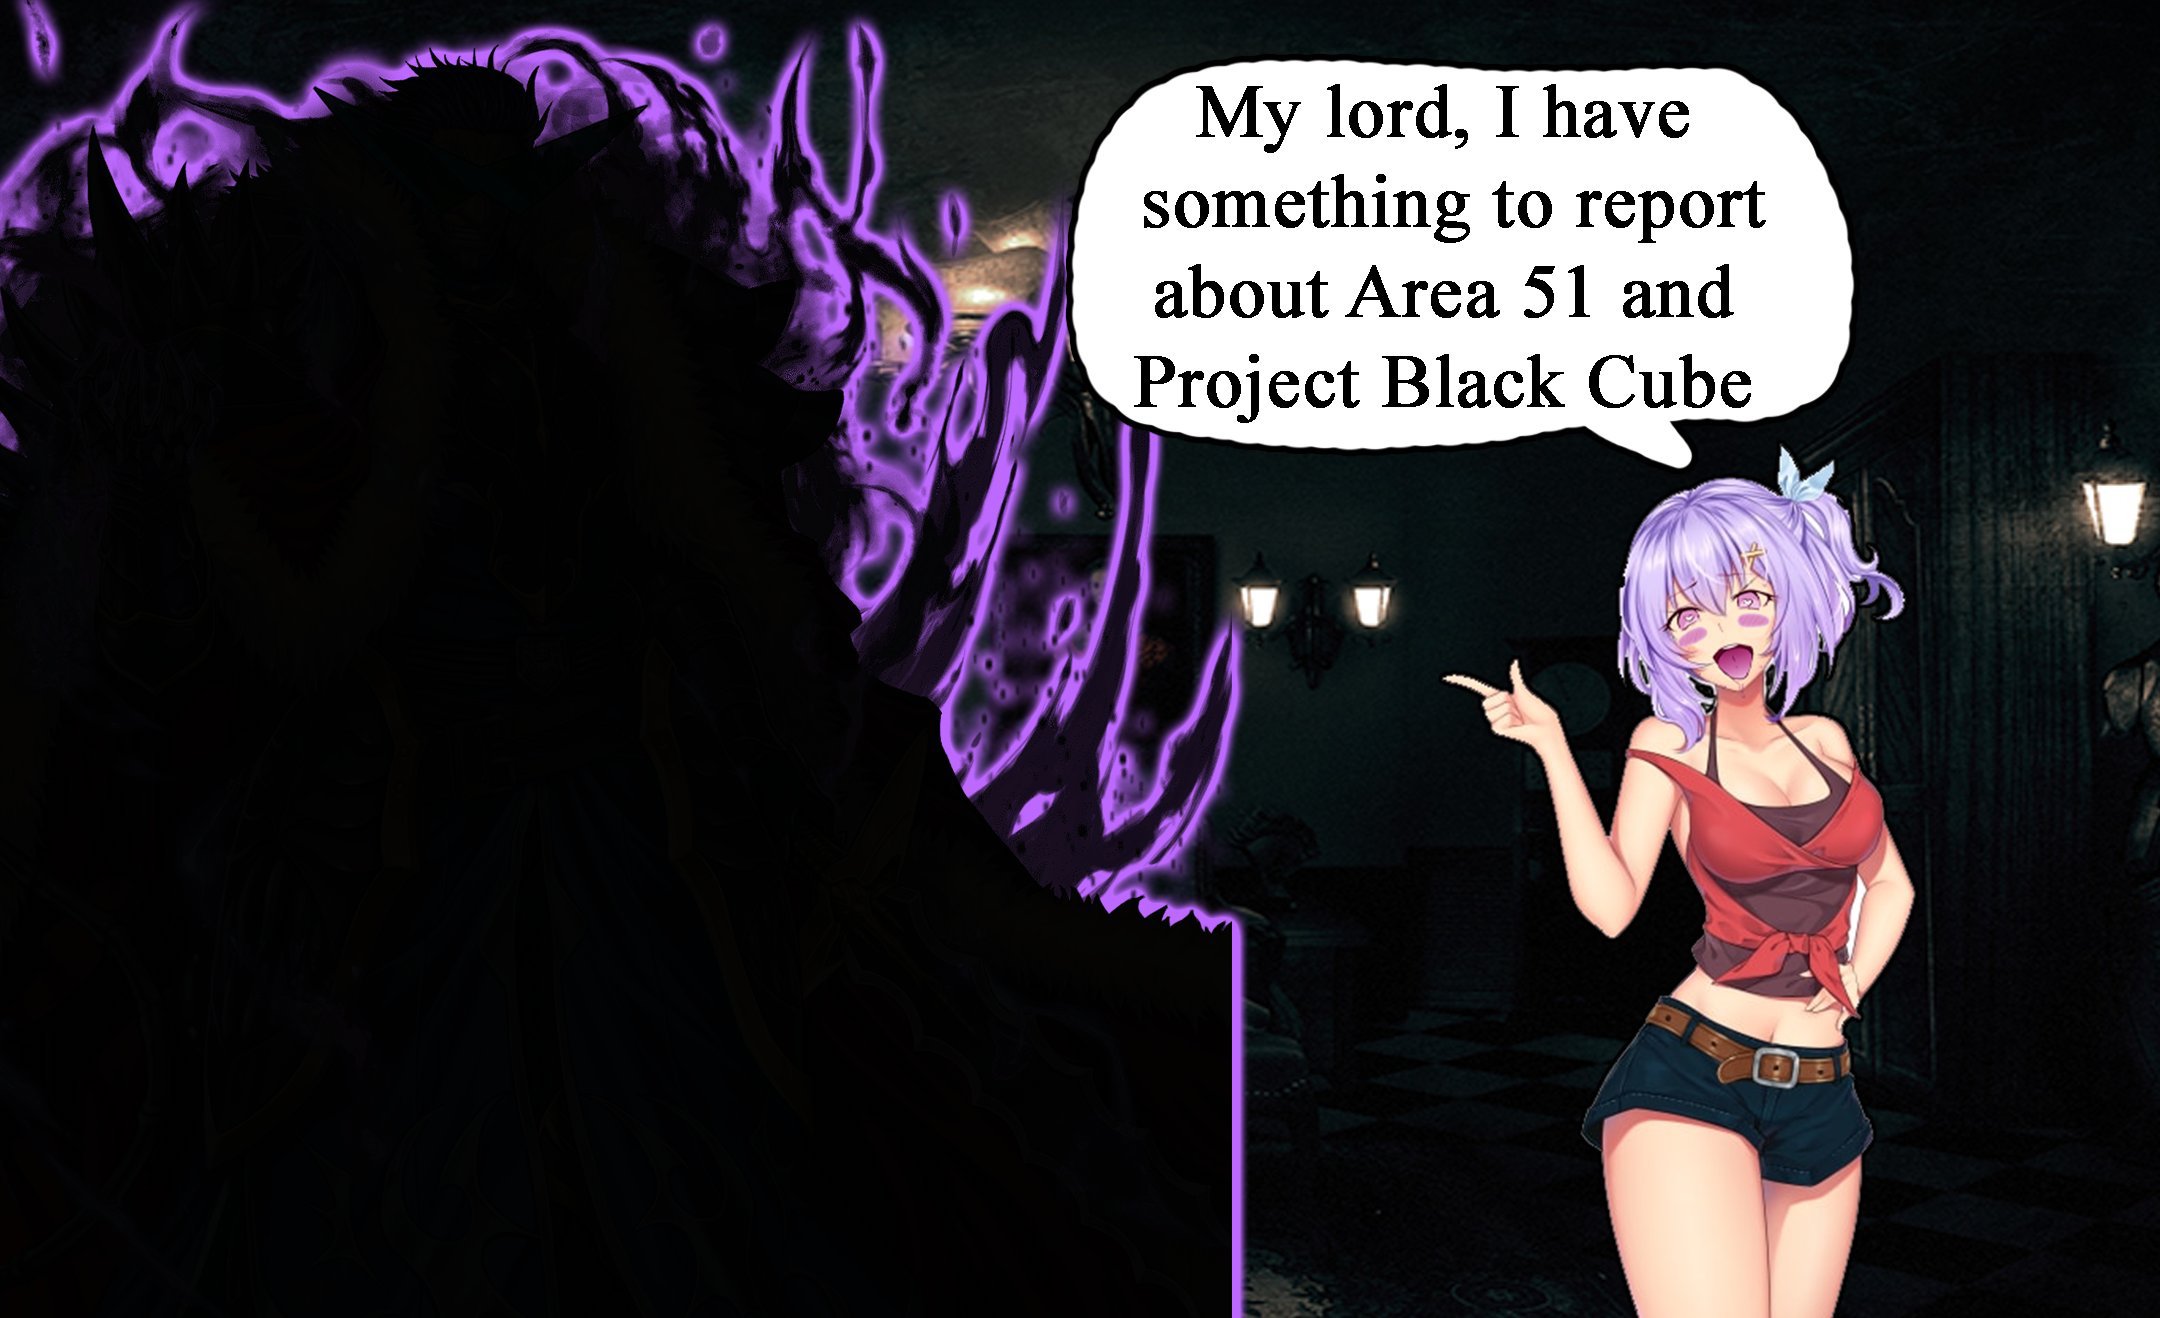 My lord, I have
something to report
about Area 51 and
Project Black Cube